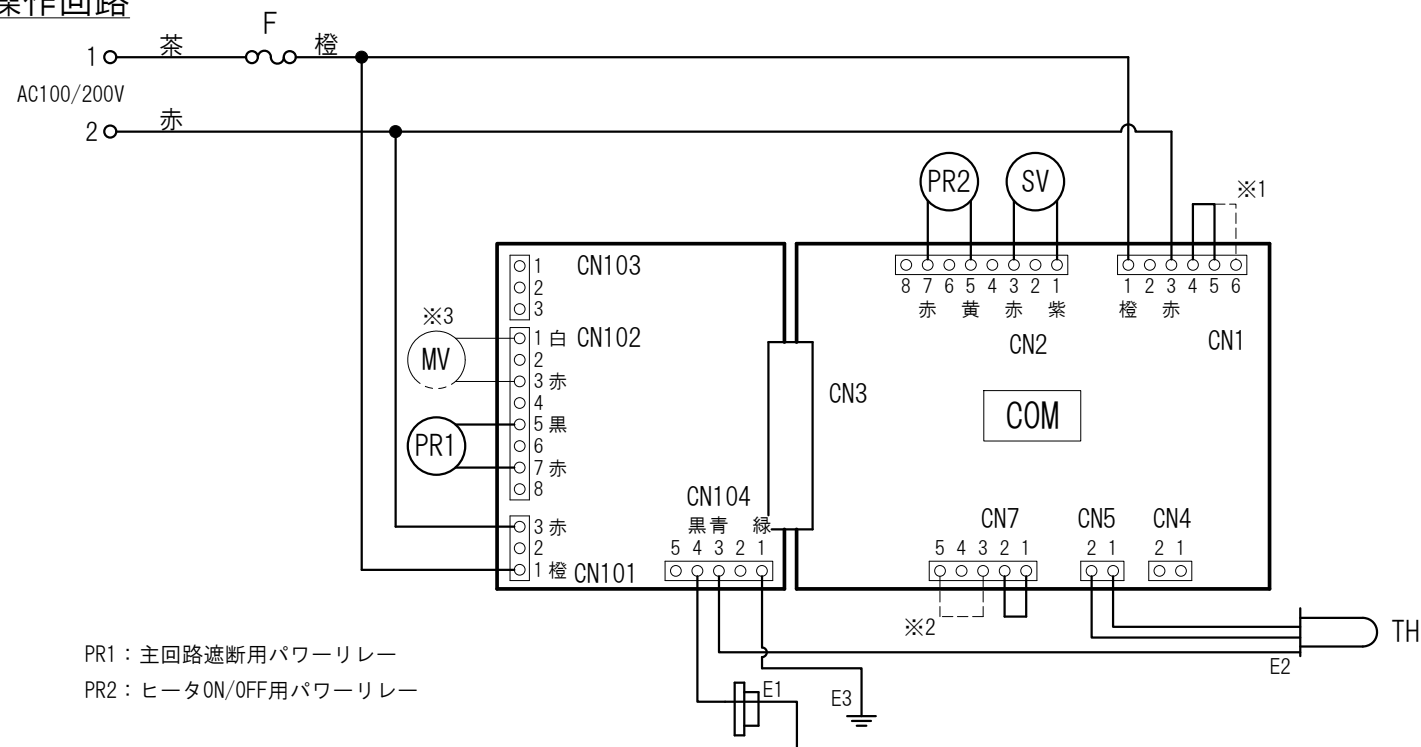 操作回路
F
1 茶 橙
AC100/200V
2 赤
PR2 SV ※1
CN103
1
2
3
8 7 6 5 4 3 2 1
赤 黄 赤 紫
CN2
1 2 3 4 5 6
橙 赤
CN1
※3
MV
CN102
1 白
2
3 赤
4
5 黒
6
7 赤
8
PR1
CN3
COM
3 赤
2
1 橙
CN101
CN104
黒 青 緑
5 4 3 2 1
CN7
5 4 3 2 1
CN5
2 1
CN4
2 1
※2
TH
E2
E1
E3
PR1：主回路遮断用パワーリレー
PR2：ヒータON/OFF用パワーリレー